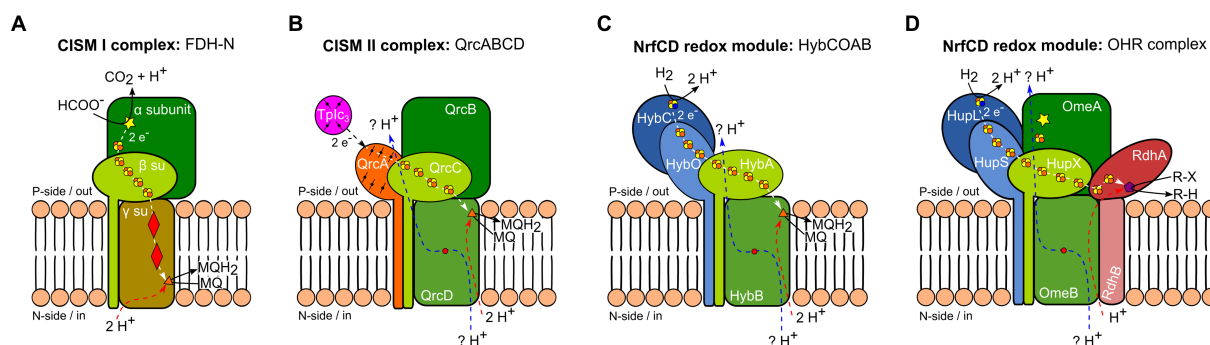 A
CISM I complex: FDH-N
CO2 + H+
HCOO-
α subunit
2 e-
β su
P-side / out
γ su
MQH2
MQ
N-side / in
2 H+
B
CISM II complex: QrcABCD
TpIc3
QrcB
? H+
2 e-
QrcA
QrcC
P-side / out
MQH2
MQ
QrcD
N-side / in
2 H+
? H+
C
NrfCD redox module: HybCOAB
H2
2 H+
HybC
2 e-
? H+
HybO
HybA
P-side / out
MQH2
MQ
HybB
N-side / in
2 H+
? H+
D
NrfCD redox module: OHR complex
? H+
H2
2 H+
HupL
2 e-
OmeA
HupS
HupX
RdhA
R-X
R-H
P-side / out
OmeB
RdhB
N-side / in
H+
? H+